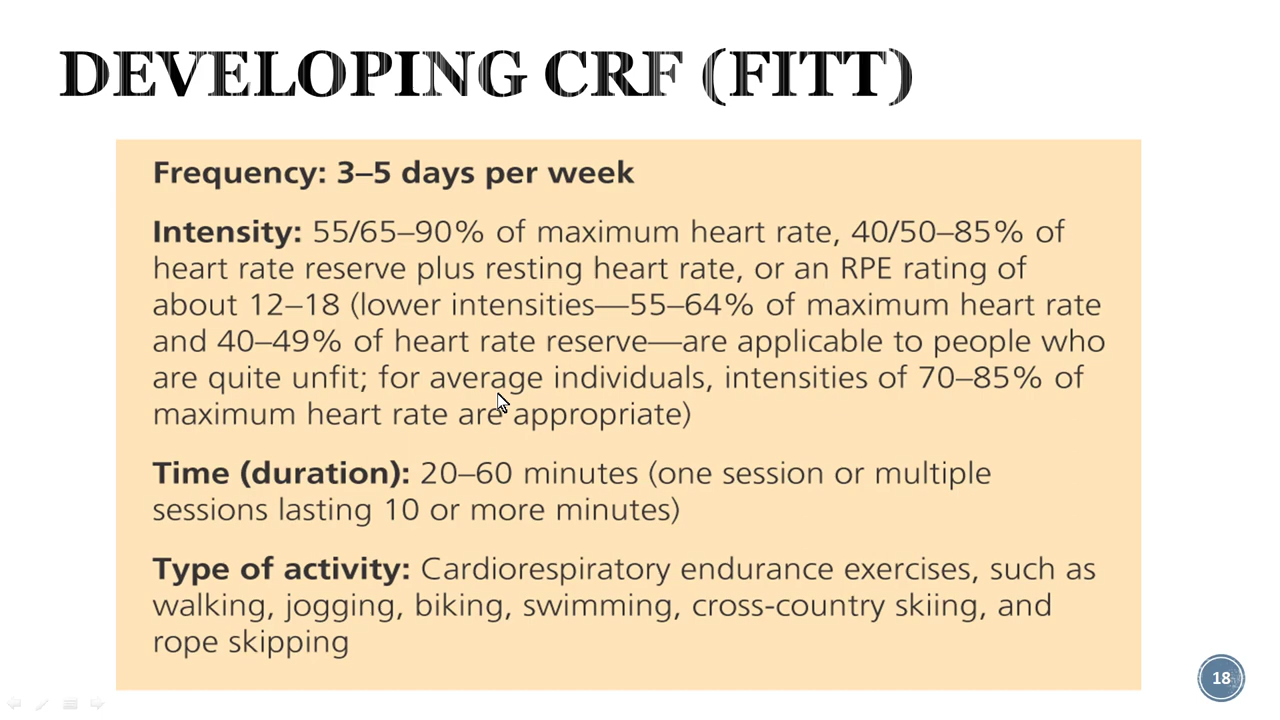 DEVELOPING CRF (FITT)
Frequency: 3–5 days per week
Intensity: 55/65–90% of maximum heart rate, 40/50–85% of
heart rate reserve plus resting heart rate, or an RPE rating of
about 12–18 (lower intensities—55–64% of maximum heart rate
and 40–49% of heart rate reserve—are applicable to people who
are quite unfit; for average individuals, intensities of 70–85% of
maximum heart rate are appropriate)
Time (duration): 20–60 minutes (one session or multiple
sessions lasting 10 or more minutes)
Type of activity: Cardiorespiratory endurance exercises, such as
walking, jogging, biking, swimming, cross-country skiing, and
rope skipping
18